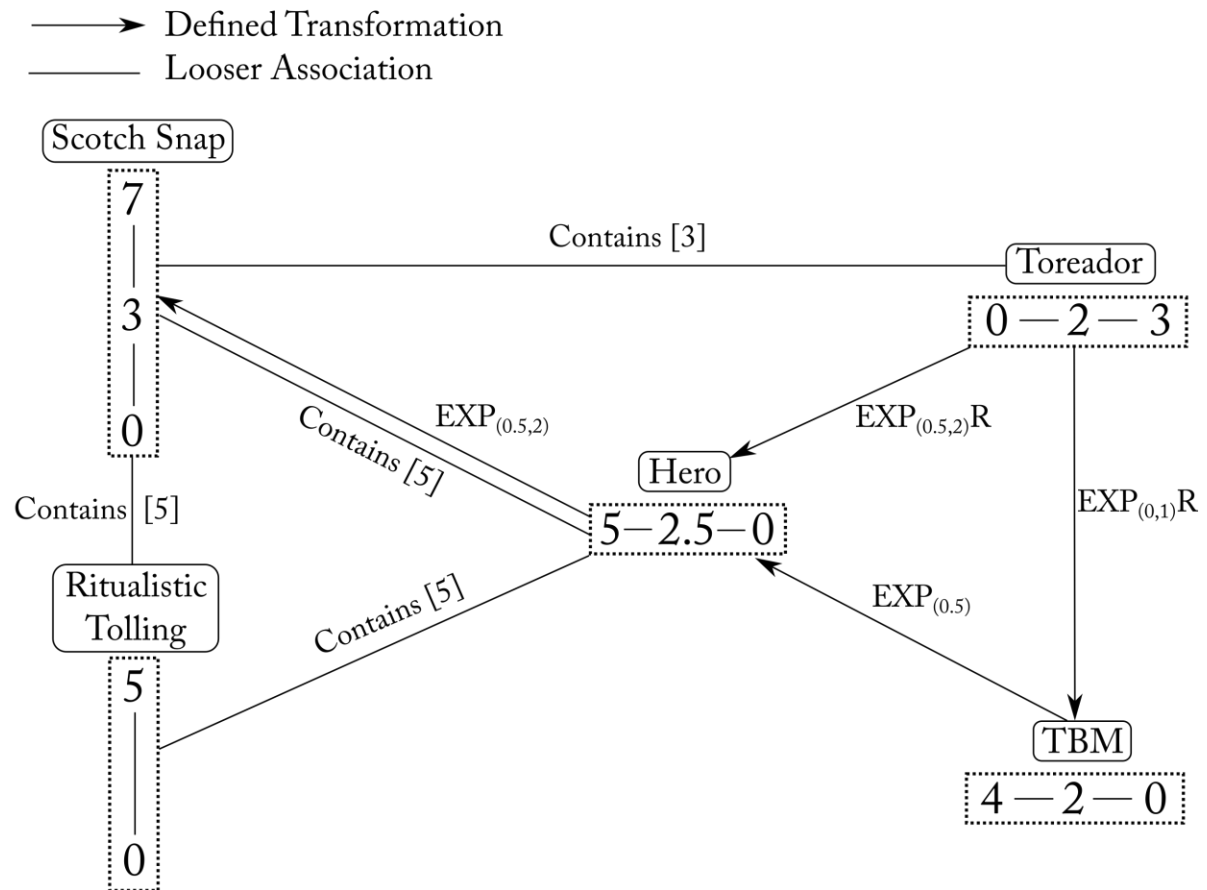 Defined Transformation
Looser Association
Scotch Snap
7
3
0
Contains [3]
Toreador
0 — 2 — 3
EXP(0.5,2)
Contains [5]
EXP(0.5,2)R
Hero
5—2.5—0
EXP(0,1)R
Contains [5]
Ritualistic
Tolling
5
0
Contains [5]
EXP(0.5)
TBM
4 — 2 — 0